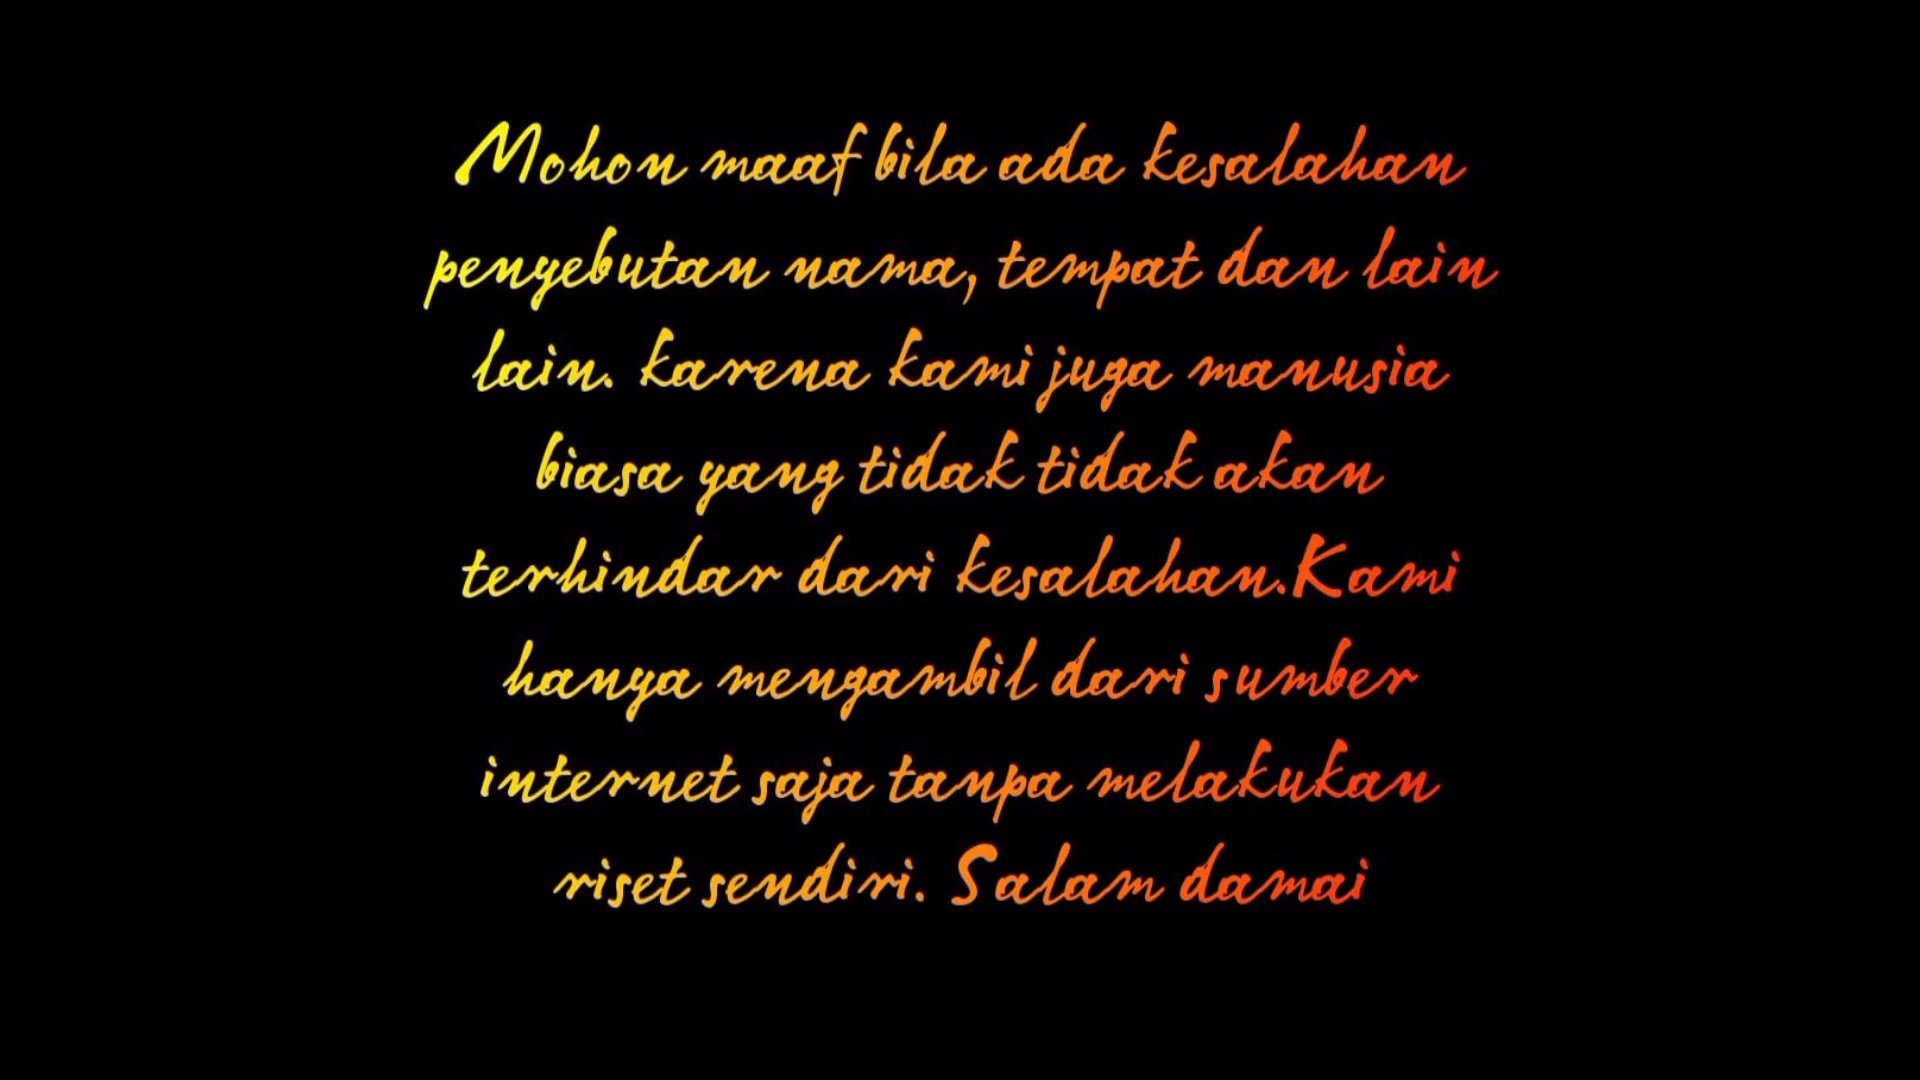 Mohon maaf bila ada kesalahan
penyebutan nama, tempat dan lain
lain. karena kami juga manusia
biasa yang tidak tidak akan
terhindar dari kesalahan.Kami
hanya mengambil dari sumber
internet saja tanpa melakukan
riset sendiri. Salam damai